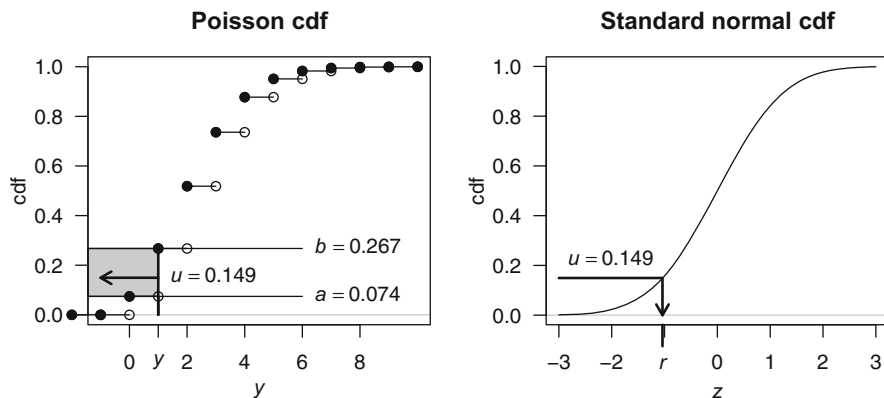 Poisson cdf
cdf
1.0
0.8
0.6
0.4
0.2
0.0
b = 0.267
u = 0.149
a = 0.074
0 y 2 4 6 8
y
Standard normal cdf
cdf
1.0
0.8
0.6
0.4
0.2
0.0
u = 0.149
−3 −2 r 0 1 2 3
z